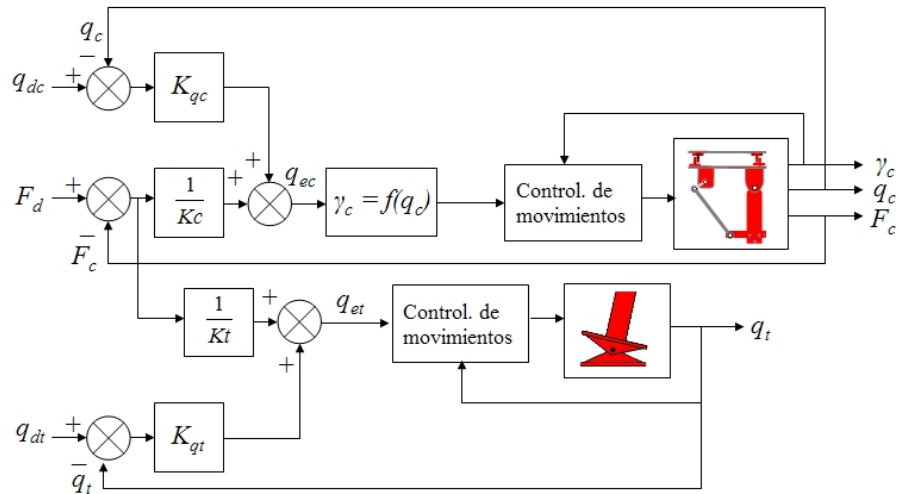 q_c
−
+
q_dc
K_qc
+
q_ec
γ_c
F_d
+
1/Kc
+
γ_c = f(q_c)
Control. de
movimientos
q_c
F_c
−
F_c
1/Kt
+
q_et
Control. de
movimientos
q_t
+
q_dt
+
K_qt
−
q_t